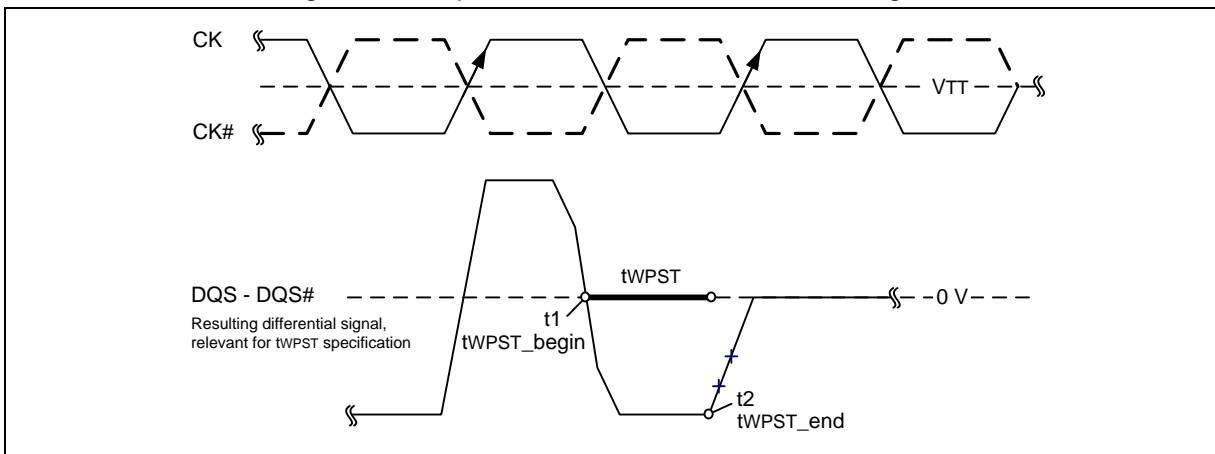 CK
VTT
CK#
tWPST
DQS - DQS#
0 V
t1
Resulting differential signal,
relevant for tWPST specification
tWPST_begin
t2
tWPST_end